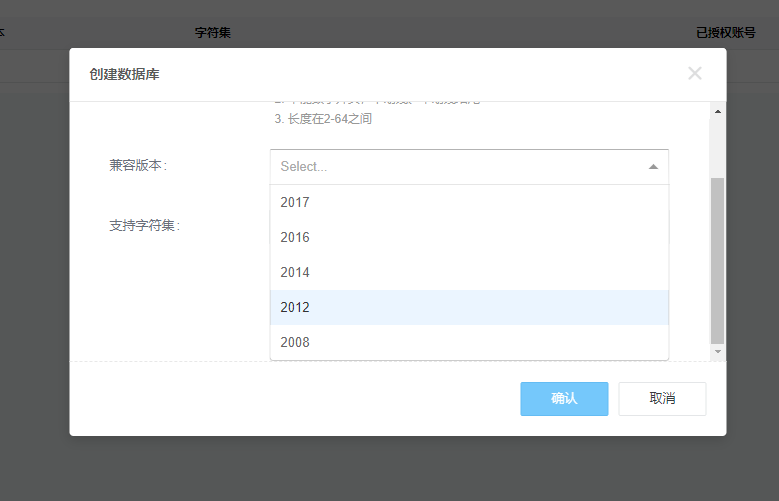 本 字符集 已授权账号
创建数据库
3. 长度在2-64之间
兼容版本:
Select...
2017
支持字符集:
2016
2014
2012
2008
确认 取消